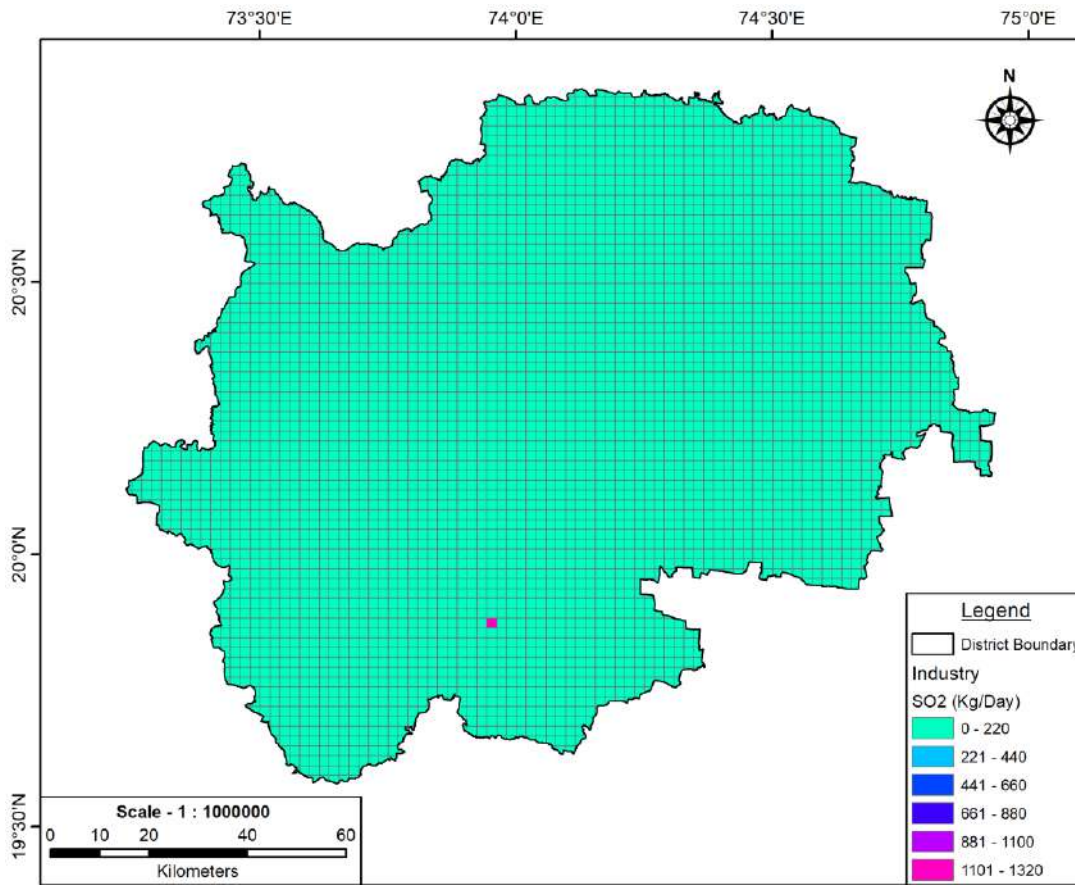 73°30'E 74°0'E 74°30'E 75°0'E
N
20°30'N
20°0'N
19°30'N
Legend
District Boundary
Industry
SO2 (Kg/Day)
0 - 220
221 - 440
441 - 660
661 - 880
881 - 1100
1101 - 1320
Scale - 1 : 1000000
0 10 20 40 60
Kilometers